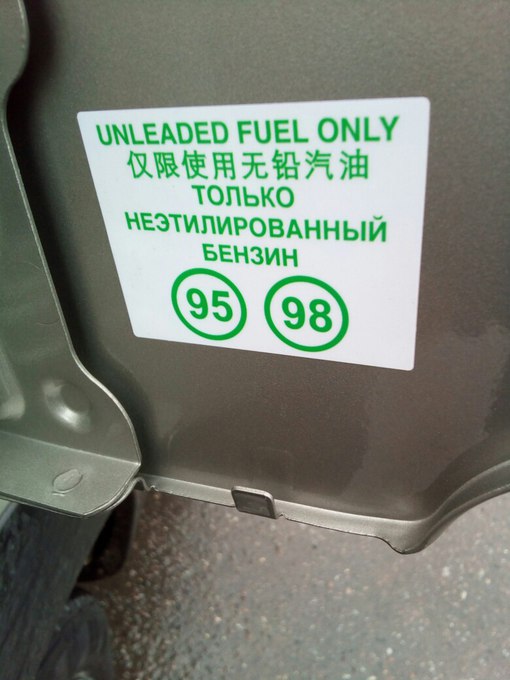 UNLEADED FUEL ONLY
仅限使用无铅汽油
ТОЛЬКО
НЕЭТИЛИРОВАННЫЙ
БЕНЗИН
95 98